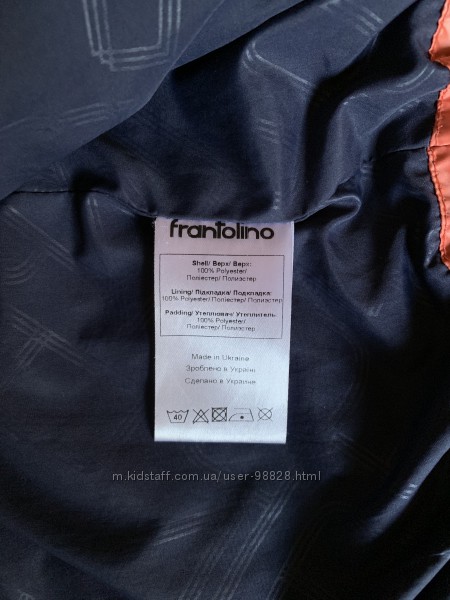 frantolino
Shell/ Верх/ Верх:
100% Polyester/
Поліестер/ Полиэстер
Lining/ Підкладка/ Подкладка:
100% Polyester/ Поліестер/ Полиэстер
Padding/ Утеплювач/ Утеплитель:
100% Polyester/
Поліестер/ Полиэстер
Made in Ukraine
Зроблено в Україні
Сделано в Украине
40
m.kidstaff.com.ua/user-98828.html